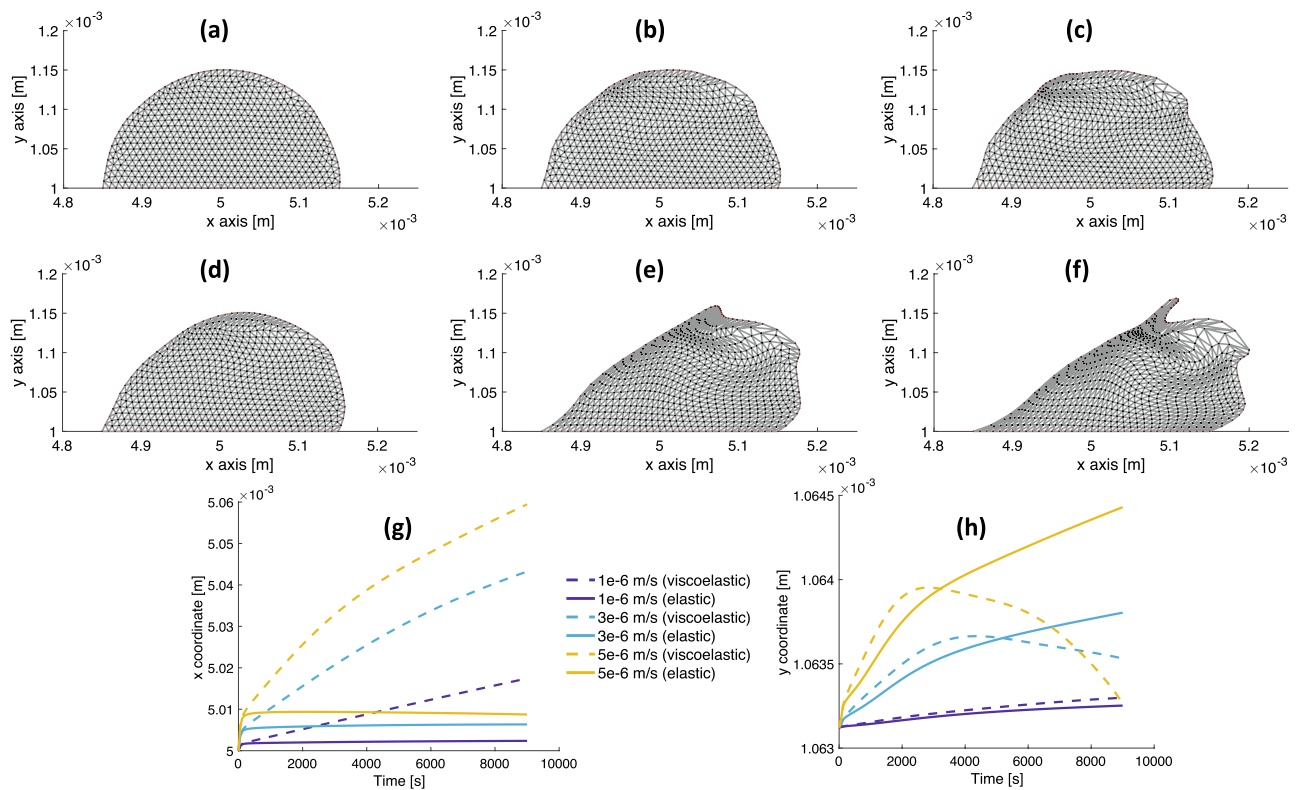 (a)
×10⁻³
1.2
1.15
1.1
1.05
1
y axis [m]
4.8 4.9 5 5.1 5.2
x axis [m]
×10⁻³
(b)
×10⁻³
1.2
1.15
1.1
1.05
1
y axis [m]
4.8 4.9 5 5.1 5.2
x axis [m]
×10⁻³
(c)
×10⁻³
1.2
1.15
1.1
1.05
1
y axis [m]
4.8 4.9 5 5.1 5.2
x axis [m]
×10⁻³
(d)
×10⁻³
1.2
1.15
1.1
1.05
1
y axis [m]
4.8 4.9 5 5.1 5.2
x axis [m]
×10⁻³
(e)
×10⁻³
1.2
1.15
1.1
1.05
1
y axis [m]
4.8 4.9 5 5.1 5.2
x axis [m]
×10⁻³
(f)
×10⁻³
1.2
1.15
1.1
1.05
1
y axis [m]
4.8 4.9 5 5.1 5.2
x axis [m]
×10⁻³
(g)
×10⁻³
5.06
5.05
5.04
5.03
5.02
5.01
5
x coordinate [m]
0 2000 4000 6000 8000 10000
Time [s]
1e-6 m/s (viscoelastic)
1e-6 m/s (elastic)
3e-6 m/s (viscoelastic)
3e-6 m/s (elastic)
5e-6 m/s (viscoelastic)
5e-6 m/s (elastic)
(h)
×10⁻³
1.0645
1.064
1.0635
1.063
y coordinate [m]
0 2000 4000 6000 8000 10000
Time [s]